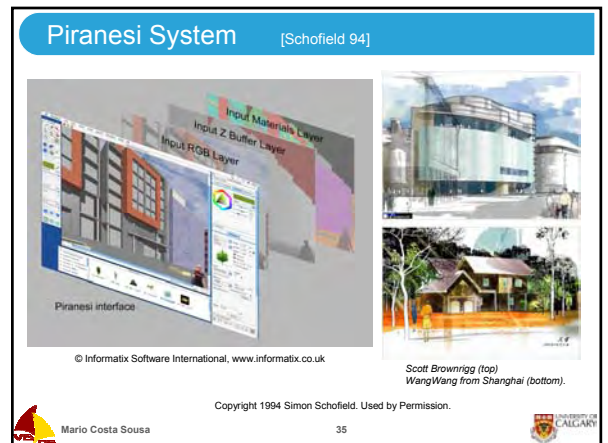 Piranesi System [Schofield 94]
Input Materials Layer
Input Z Buffer Layer
Input RGB Layer
Piranesi interface
© Informatix Software International, www.informatix.co.uk
Scott Brownrigg (top)
WangWang from Shanghai (bottom).
Copyright 1994 Simon Schofield. Used by Permission.
Mario Costa Sousa 35
UNIVERSITY OF
CALGARY